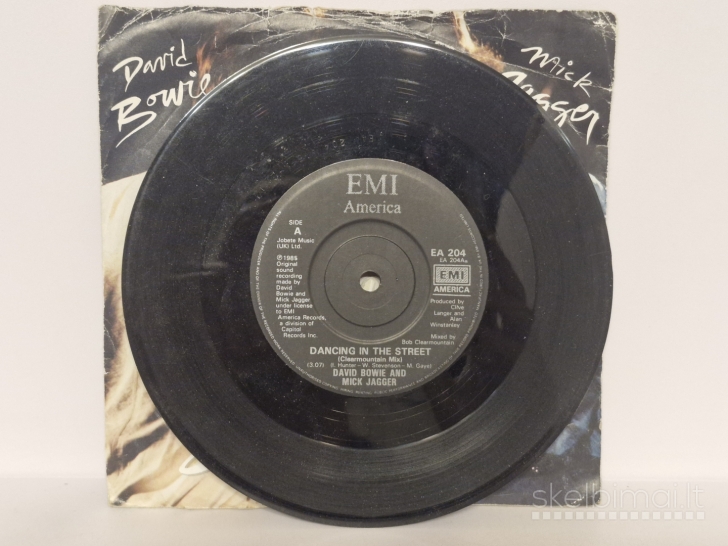 David
Bowie
Mick
Jagger
EMI
America
SIDE
A
Jobete Music
(UK) Ltd.
℗ 1985
Original
sound
recording
made by
David
Bowie and
Mick Jagger
under license
to EMI
America Records,
a division of
Capitol
Records Inc.
EA 204
EA 204A
EMI
AMERICA
Produced by
Clive
Langer and
Alan
Winstanley
Mixed by
Bob Clearmountain
DANCING IN THE STREET
(Clearmountain Mix)
(3.07) (I. Hunter – W. Stevenson – M. Gaye)
DAVID BOWIE AND
MICK JAGGER
skelbimai.lt